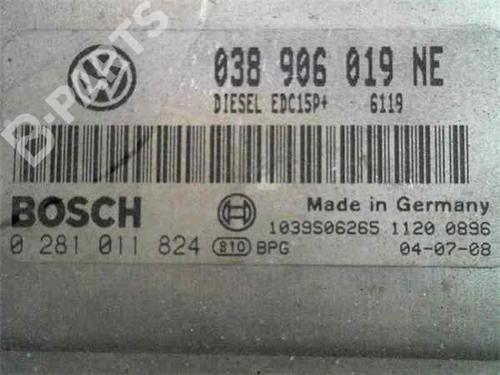 B-PARTS
VW
038 906 019 NE
DIESEL EDC15P+ 6119
BOSCH
Made in Germany
1039S06265 1120 0896
0 281 011 824 810 BPG
04-07-08